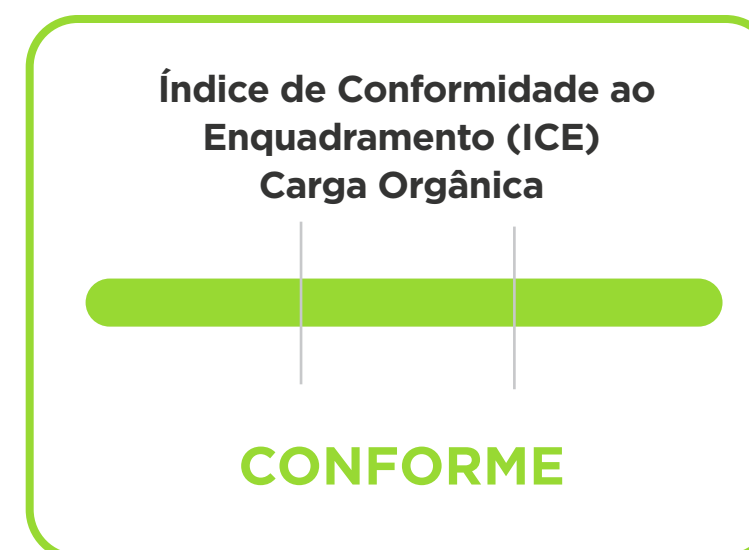 Índice de Conformidade ao
Enquadramento (ICE)
Carga Orgânica
CONFORME